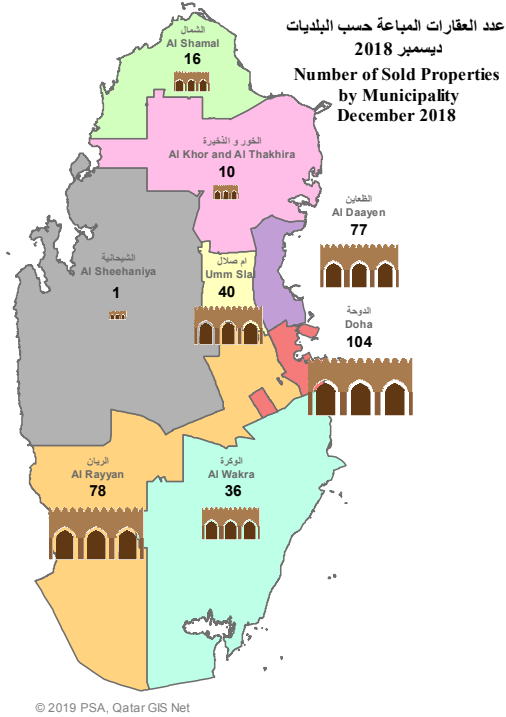 عدد العقارات المباعة حسب البلديات
ديسمبر 2018
Number of Sold Properties
by Municipality
December 2018
الشمال
Al Shamal
16
الخور و الذخيرة
Al Khor and Al Thakhira
10
الظعاين
Al Daayen
77
الشيحانية
Al Sheehaniya
1
ام صلال
Umm Slal
40
الدوحة
Doha
104
الريان
Al Rayyan
78
الوكرة
Al Wakra
36
© 2019 PSA, Qatar GIS Net